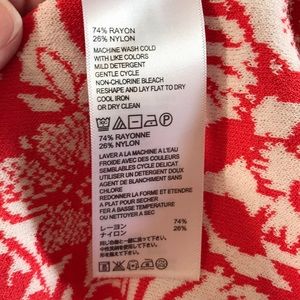 74% RAYON
26% NYLON
MACHINE WASH COLD
WITH LIKE COLORS
MILD DETERGENT
GENTLE CYCLE
NON-CHLORINE BLEACH
RESHAPE AND LAY FLAT TO DRY
COOL IRON
OR DRY CLEAN
74% RAYONNE
26% NYLON
LAVER A LA MACHINE A L'EAU
FROIDE AVEC DES COULEURS
SEMBLABLES CYCLE DELICAT
UTILISER UN DETERGENT DOUX
AGENT DE BLANCHIMENT SANS
CHLORE
REDONNER LA FORME ET ETENDRE
A PLAT POUR SECHER
FER A BASSE TEMPERATURE
OU NETTOYER A SEC
レーヨン 74%
ナイロン 26%